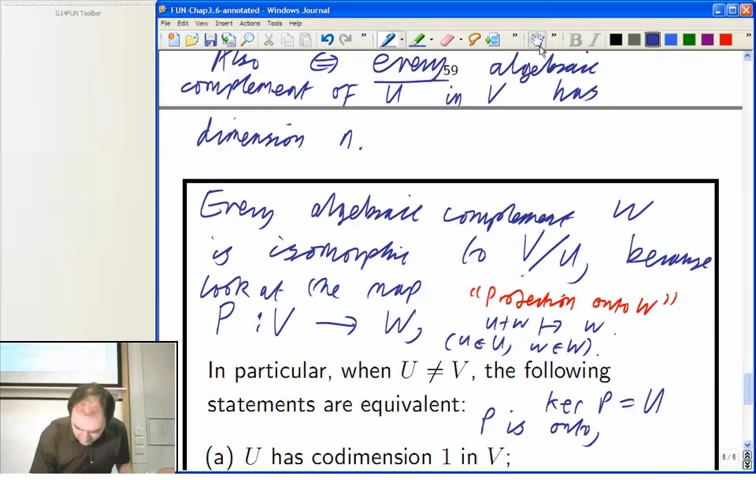 G14FUN Toolbar
FUN-Chap3.6-annotated - Windows Journal
File Edit View Insert Actions Tools Help
B I
Also ⇔ every algebraic
59
complement of U in V has
dimension n.
Every algebraic complement W
is isomorphic to V/U, because
look at the map "Projection onto W"
P : V → W, u+w ↦ w.
(u∈U, w∈W).
In particular, when U ≠ V, the following
statements are equivalent: ker P = U
P is onto,
(a) U has codimension 1 in V;
6 / 6